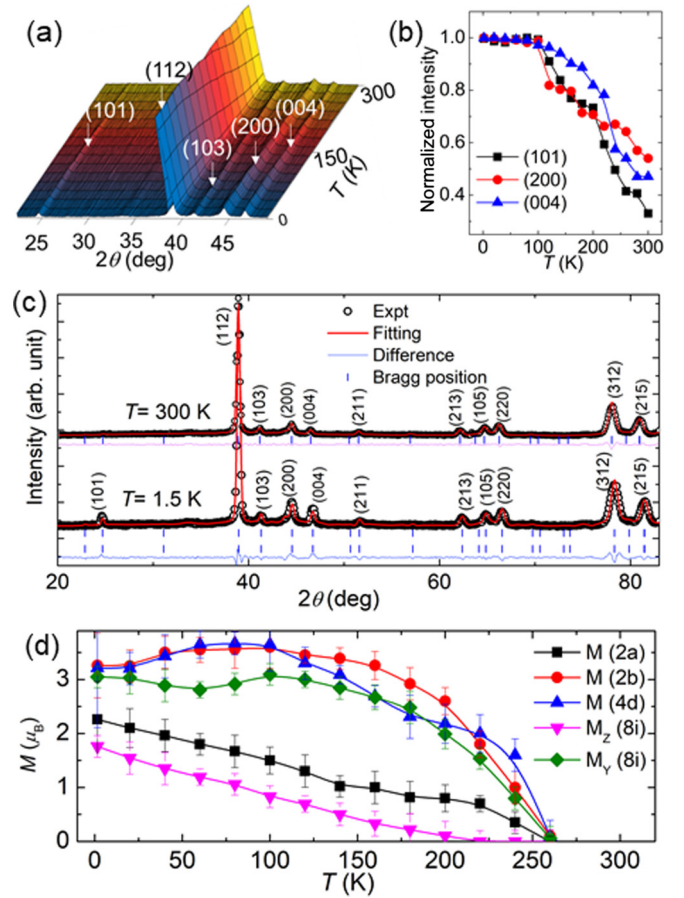 (a)
(101)
(112)
(103)
(200)
(004)
300
150
T (K)
0
25
30
35
40
45
2θ (deg)
(b)
Normalized intensity
1.0
0.8
0.6
0.4
(101)
(200)
(004)
0
100
200
300
T (K)
(c)
Intensity (arb. unit)
(112)
Expt
Fitting
Difference
Bragg position
T= 300 K
(103)
(200)
(004)
(211)
(213)
(105)
(220)
(312)
(215)
T= 1.5 K
(101)
(103)
(200)
(004)
(211)
(213)
(105)
(220)
(312)
(215)
20
40
60
80
2θ (deg)
(d)
M (μB)
3
2
1
0
M (2a)
M (2b)
M (4d)
MZ (8i)
MY (8i)
0
50
100
150
200
250
T (K)